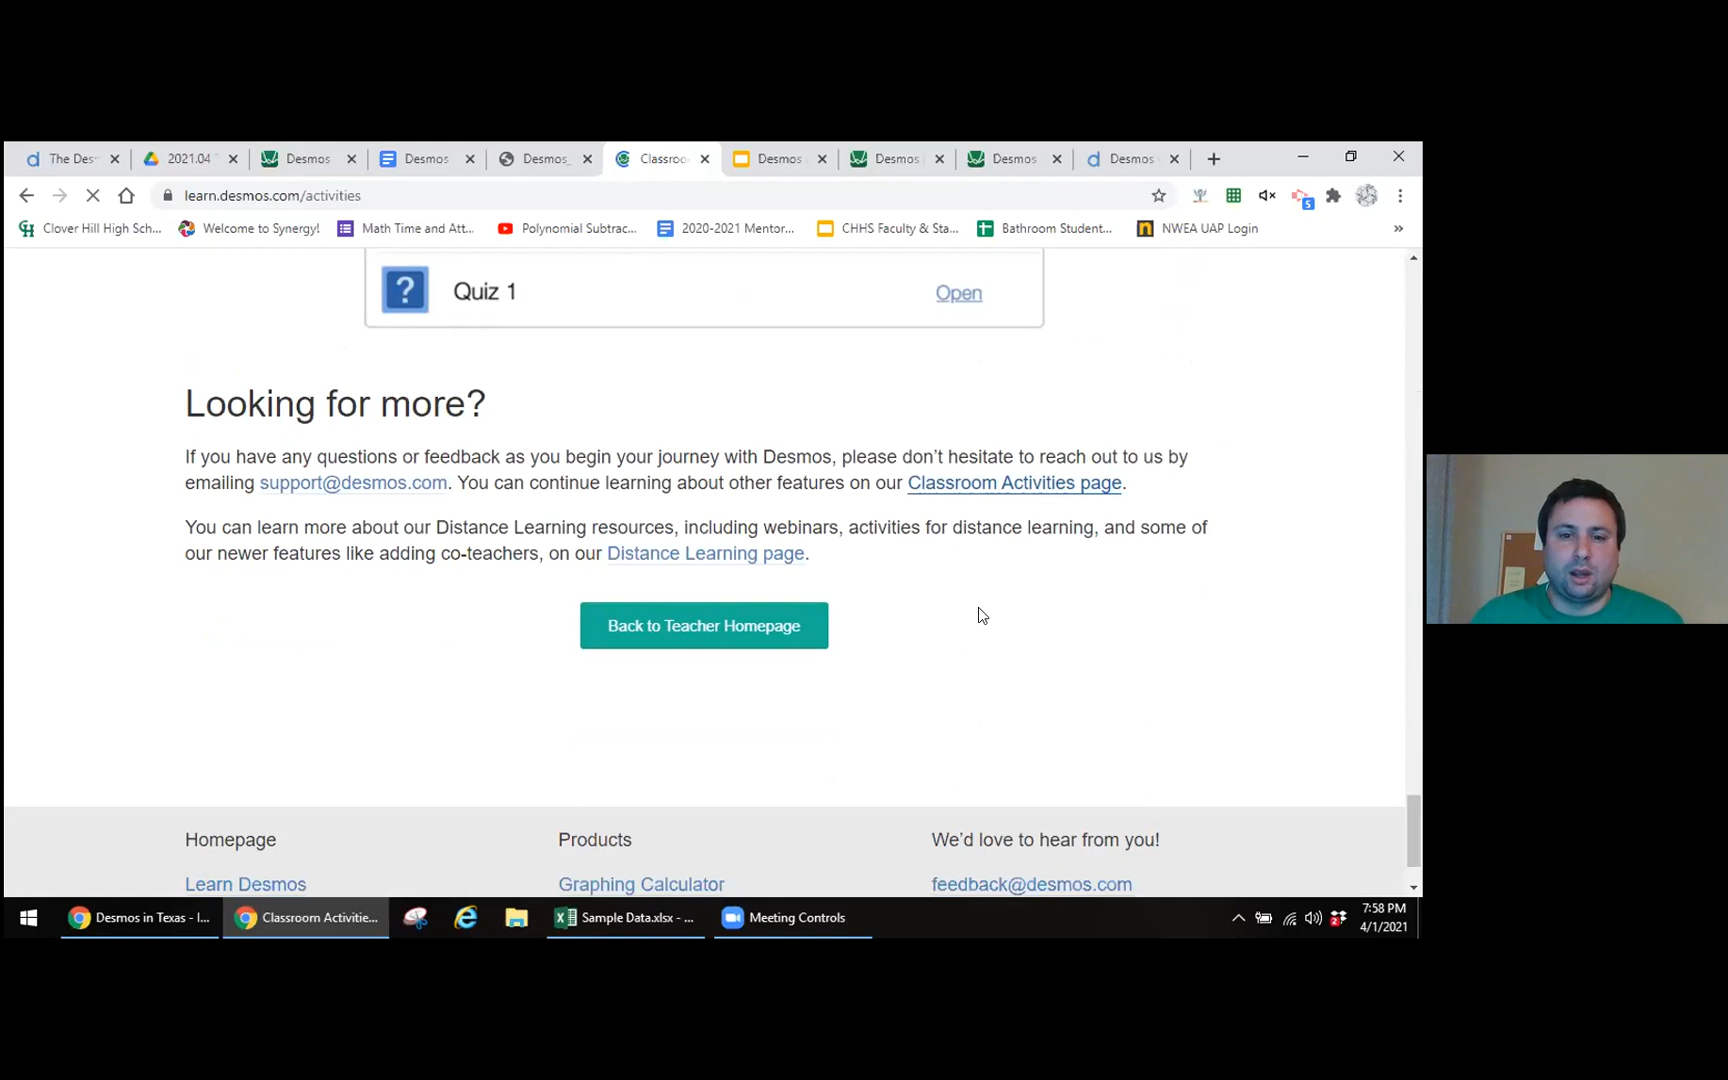 The Des
2021.04
Desmos
Desmos
Desmos_
Classroo
Desmos
Desmos
Desmos
Desmos
learn.desmos.com/activities
5
Clover Hill High Sch...
Welcome to Synergy!
Math Time and Att...
Polynomial Subtrac...
2020-2021 Mentor...
CHHS Faculty & Sta...
Bathroom Student...
NWEA UAP Login
»
? Quiz 1 Open
Looking for more?
If you have any questions or feedback as you begin your journey with Desmos, please don’t hesitate to reach out to us by
emailing support@desmos.com. You can continue learning about other features on our Classroom Activities page.
You can learn more about our Distance Learning resources, including webinars, activities for distance learning, and some of
our newer features like adding co-teachers, on our Distance Learning page.
Back to Teacher Homepage
Homepage Products We’d love to hear from you!
Learn Desmos Graphing Calculator feedback@desmos.com
Desmos in Texas - I...
Classroom Activitie...
Sample Data.xlsx - ...
Meeting Controls
2
7:58 PM
4/1/2021